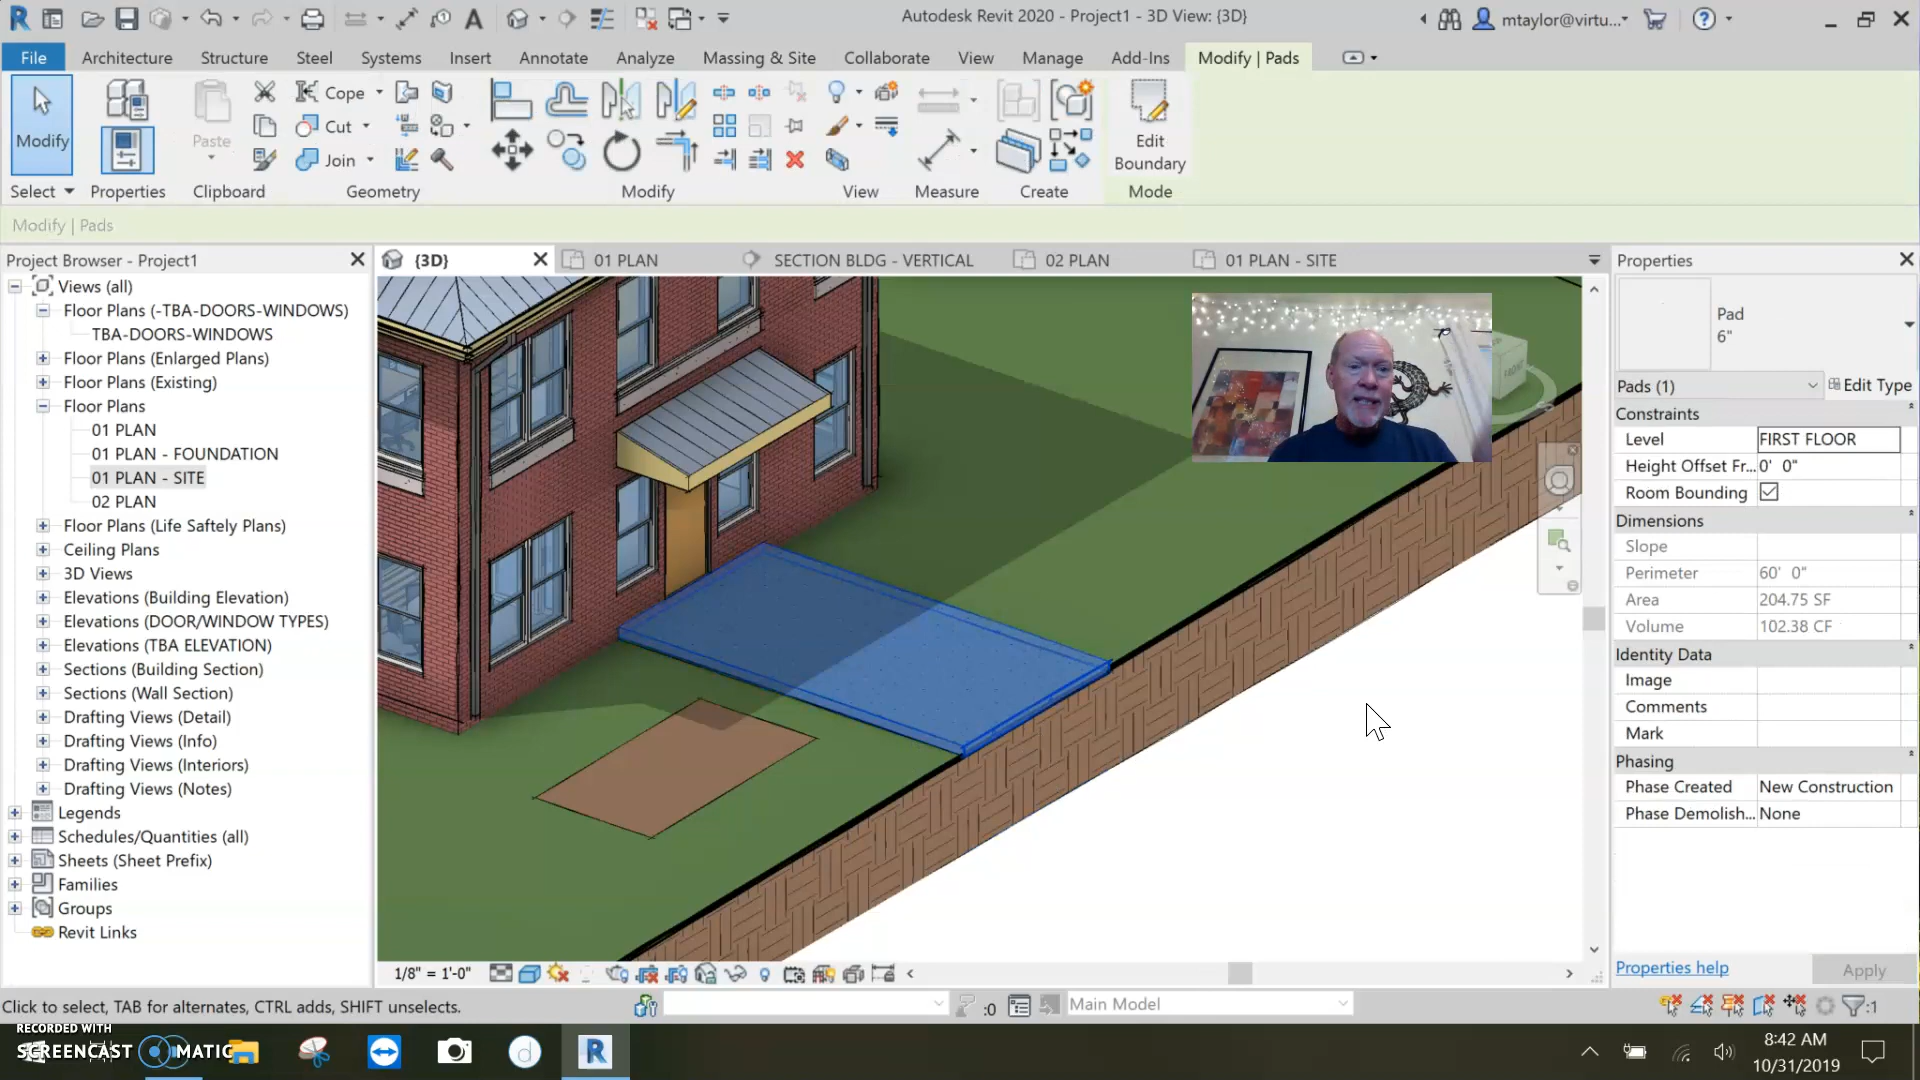 Autodesk Revit 2020 - Project1 - 3D View: {3D}
mtaylor@virtu...
File Architecture Structure Steel Systems Insert Annotate Analyze Massing & Site Collaborate View Manage Add-Ins Modify | Pads
Modify
Paste
Cope
Cut
Join
Edit
Boundary
Select Properties Clipboard Geometry Modify View Measure Create Mode
Modify | Pads
Project Browser - Project1
Views (all)
Floor Plans (-TBA-DOORS-WINDOWS)
TBA-DOORS-WINDOWS
Floor Plans (Enlarged Plans)
Floor Plans (Existing)
Floor Plans
01 PLAN
01 PLAN - FOUNDATION
01 PLAN - SITE
02 PLAN
Floor Plans (Life Saftely Plans)
Ceiling Plans
3D Views
Elevations (Building Elevation)
Elevations (DOOR/WINDOW TYPES)
Elevations (TBA ELEVATION)
Sections (Building Section)
Sections (Wall Section)
Drafting Views (Detail)
Drafting Views (Info)
Drafting Views (Interiors)
Drafting Views (Notes)
Legends
Schedules/Quantities (all)
Sheets (Sheet Prefix)
Families
Groups
Revit Links
{3D} 01 PLAN SECTION BLDG - VERTICAL 02 PLAN 01 PLAN - SITE
Properties
Pad
6"
Pads (1) Edit Type
Constraints
Level FIRST FLOOR
Height Offset Fr... 0' 0"
Room Bounding
Dimensions
Slope
Perimeter 60' 0"
Area 204.75 SF
Volume 102.38 CF
Identity Data
Image
Comments
Mark
Phasing
Phase Created New Construction
Phase Demolish... None
Properties help Apply
1/8" = 1'-0"
Click to select, TAB for alternates, CTRL adds, SHIFT unselects.
:0
Main Model
:1
RECORDED WITH
SCREENCAST MATIC
8:42 AM
10/31/2019